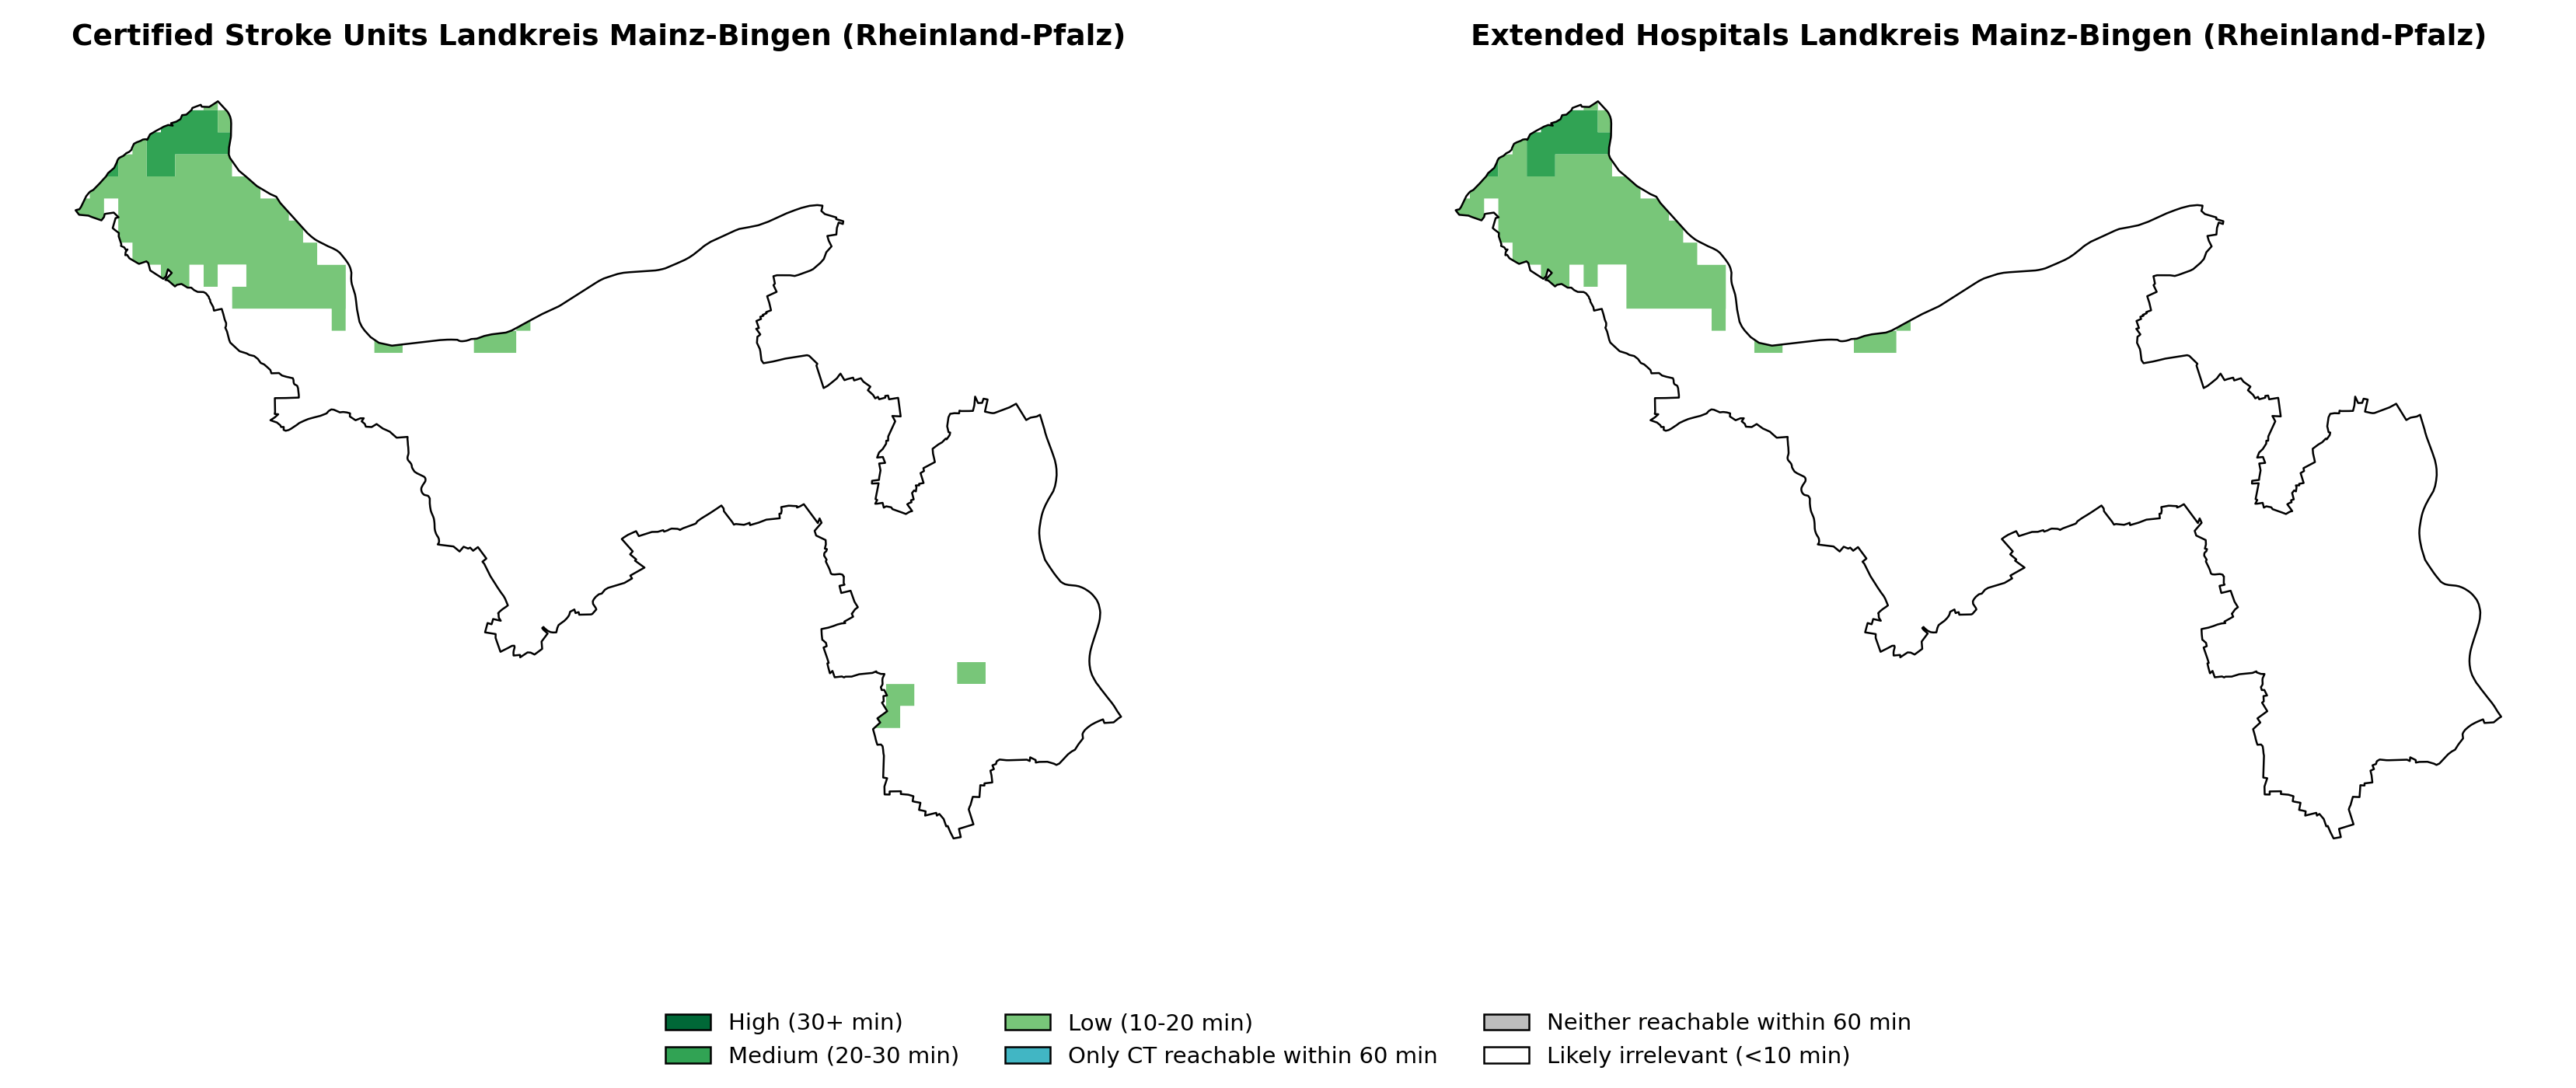 Certified Stroke Units Landkreis Mainz-Bingen (Rheinland-Pfalz)
Extended Hospitals Landkreis Mainz-Bingen (Rheinland-Pfalz)
High (30+ min)
Medium (20-30 min)
Low (10-20 min)
Only CT reachable within 60 min
Neither reachable within 60 min
Likely irrelevant (<10 min)